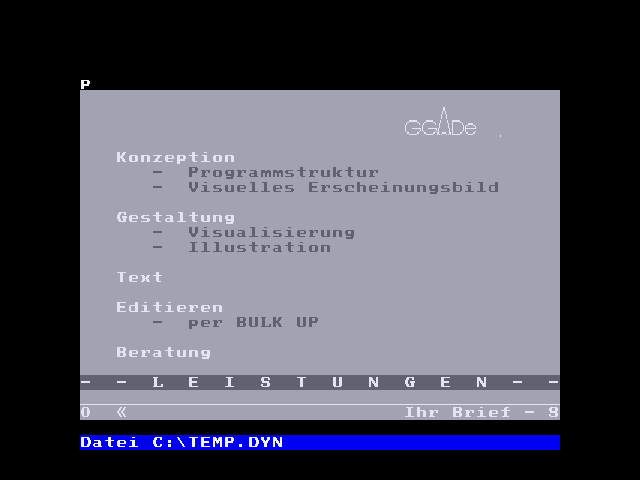 P
GGADe
Konzeption
- Programmstruktur
- Visuelles Erscheinungsbild
Gestaltung
- Visualisierung
- Illustration
Text
Editieren
- per BULK UP
Beratung
- - L E I S T U N G E N - -
0 « Ihr Brief - 8
Datei C:\TEMP.DYN